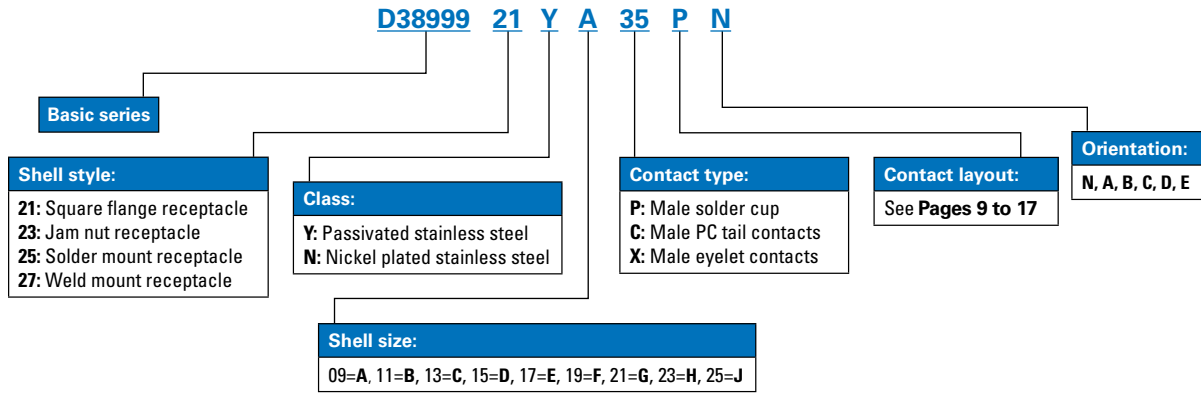 D38999 21 Y A 35 P N
Basic series
Shell style:
21: Square flange receptacle
23: Jam nut receptacle
25: Solder mount receptacle
27: Weld mount receptacle
Class:
Y: Passivated stainless steel
N: Nickel plated stainless steel
Contact type:
P: Male solder cup
C: Male PC tail contacts
X: Male eyelet contacts
Contact layout:
See Pages 9 to 17
Orientation:
N, A, B, C, D, E
Shell size:
09=A, 11=B, 13=C, 15=D, 17=E, 19=F, 21=G, 23=H, 25=J